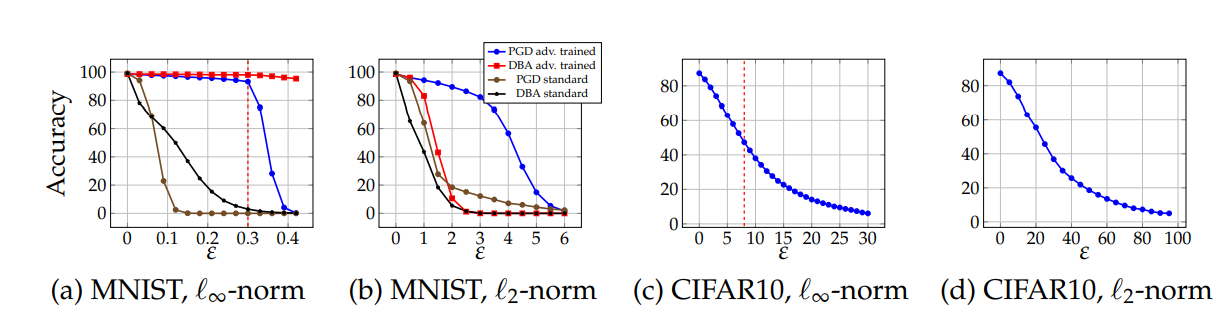 PGD adv. trained
DBA adv. trained
PGD standard
DBA standard
Accuracy
100
80
60
40
20
0
0 0.1 0.2 0.3 0.4
ε
100
80
60
40
20
0
0 1 2 3 4 5 6
ε
80
60
40
20
0
0 5 10 15 20 25 30
ε
80
60
40
20
0
0 20 40 60 80 100
ε
(a) MNIST, ℓ∞-norm
(b) MNIST, ℓ2-norm
(c) CIFAR10, ℓ∞-norm
(d) CIFAR10, ℓ2-norm